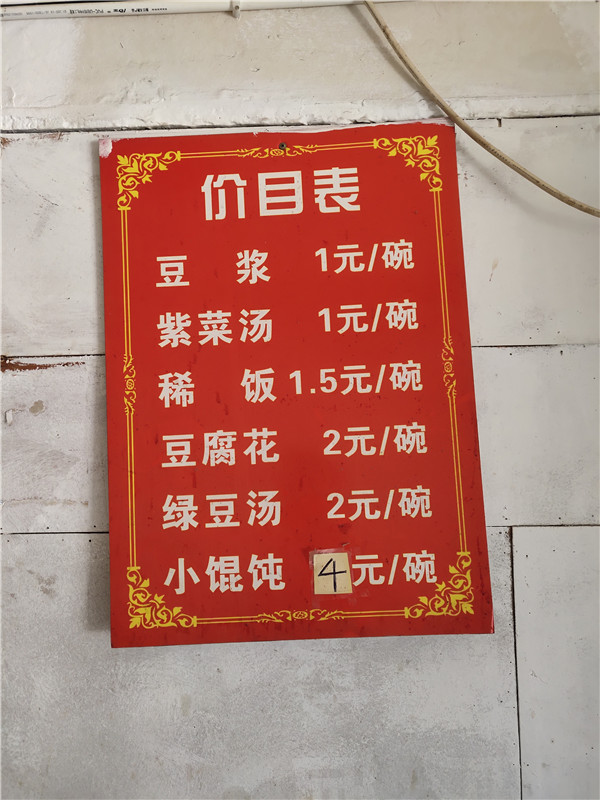 价目表
豆浆 1元/碗
紫菜汤 1元/碗
稀饭 1.5元/碗
豆腐花 2元/碗
绿豆汤 2元/碗
小馄饨 4元/碗